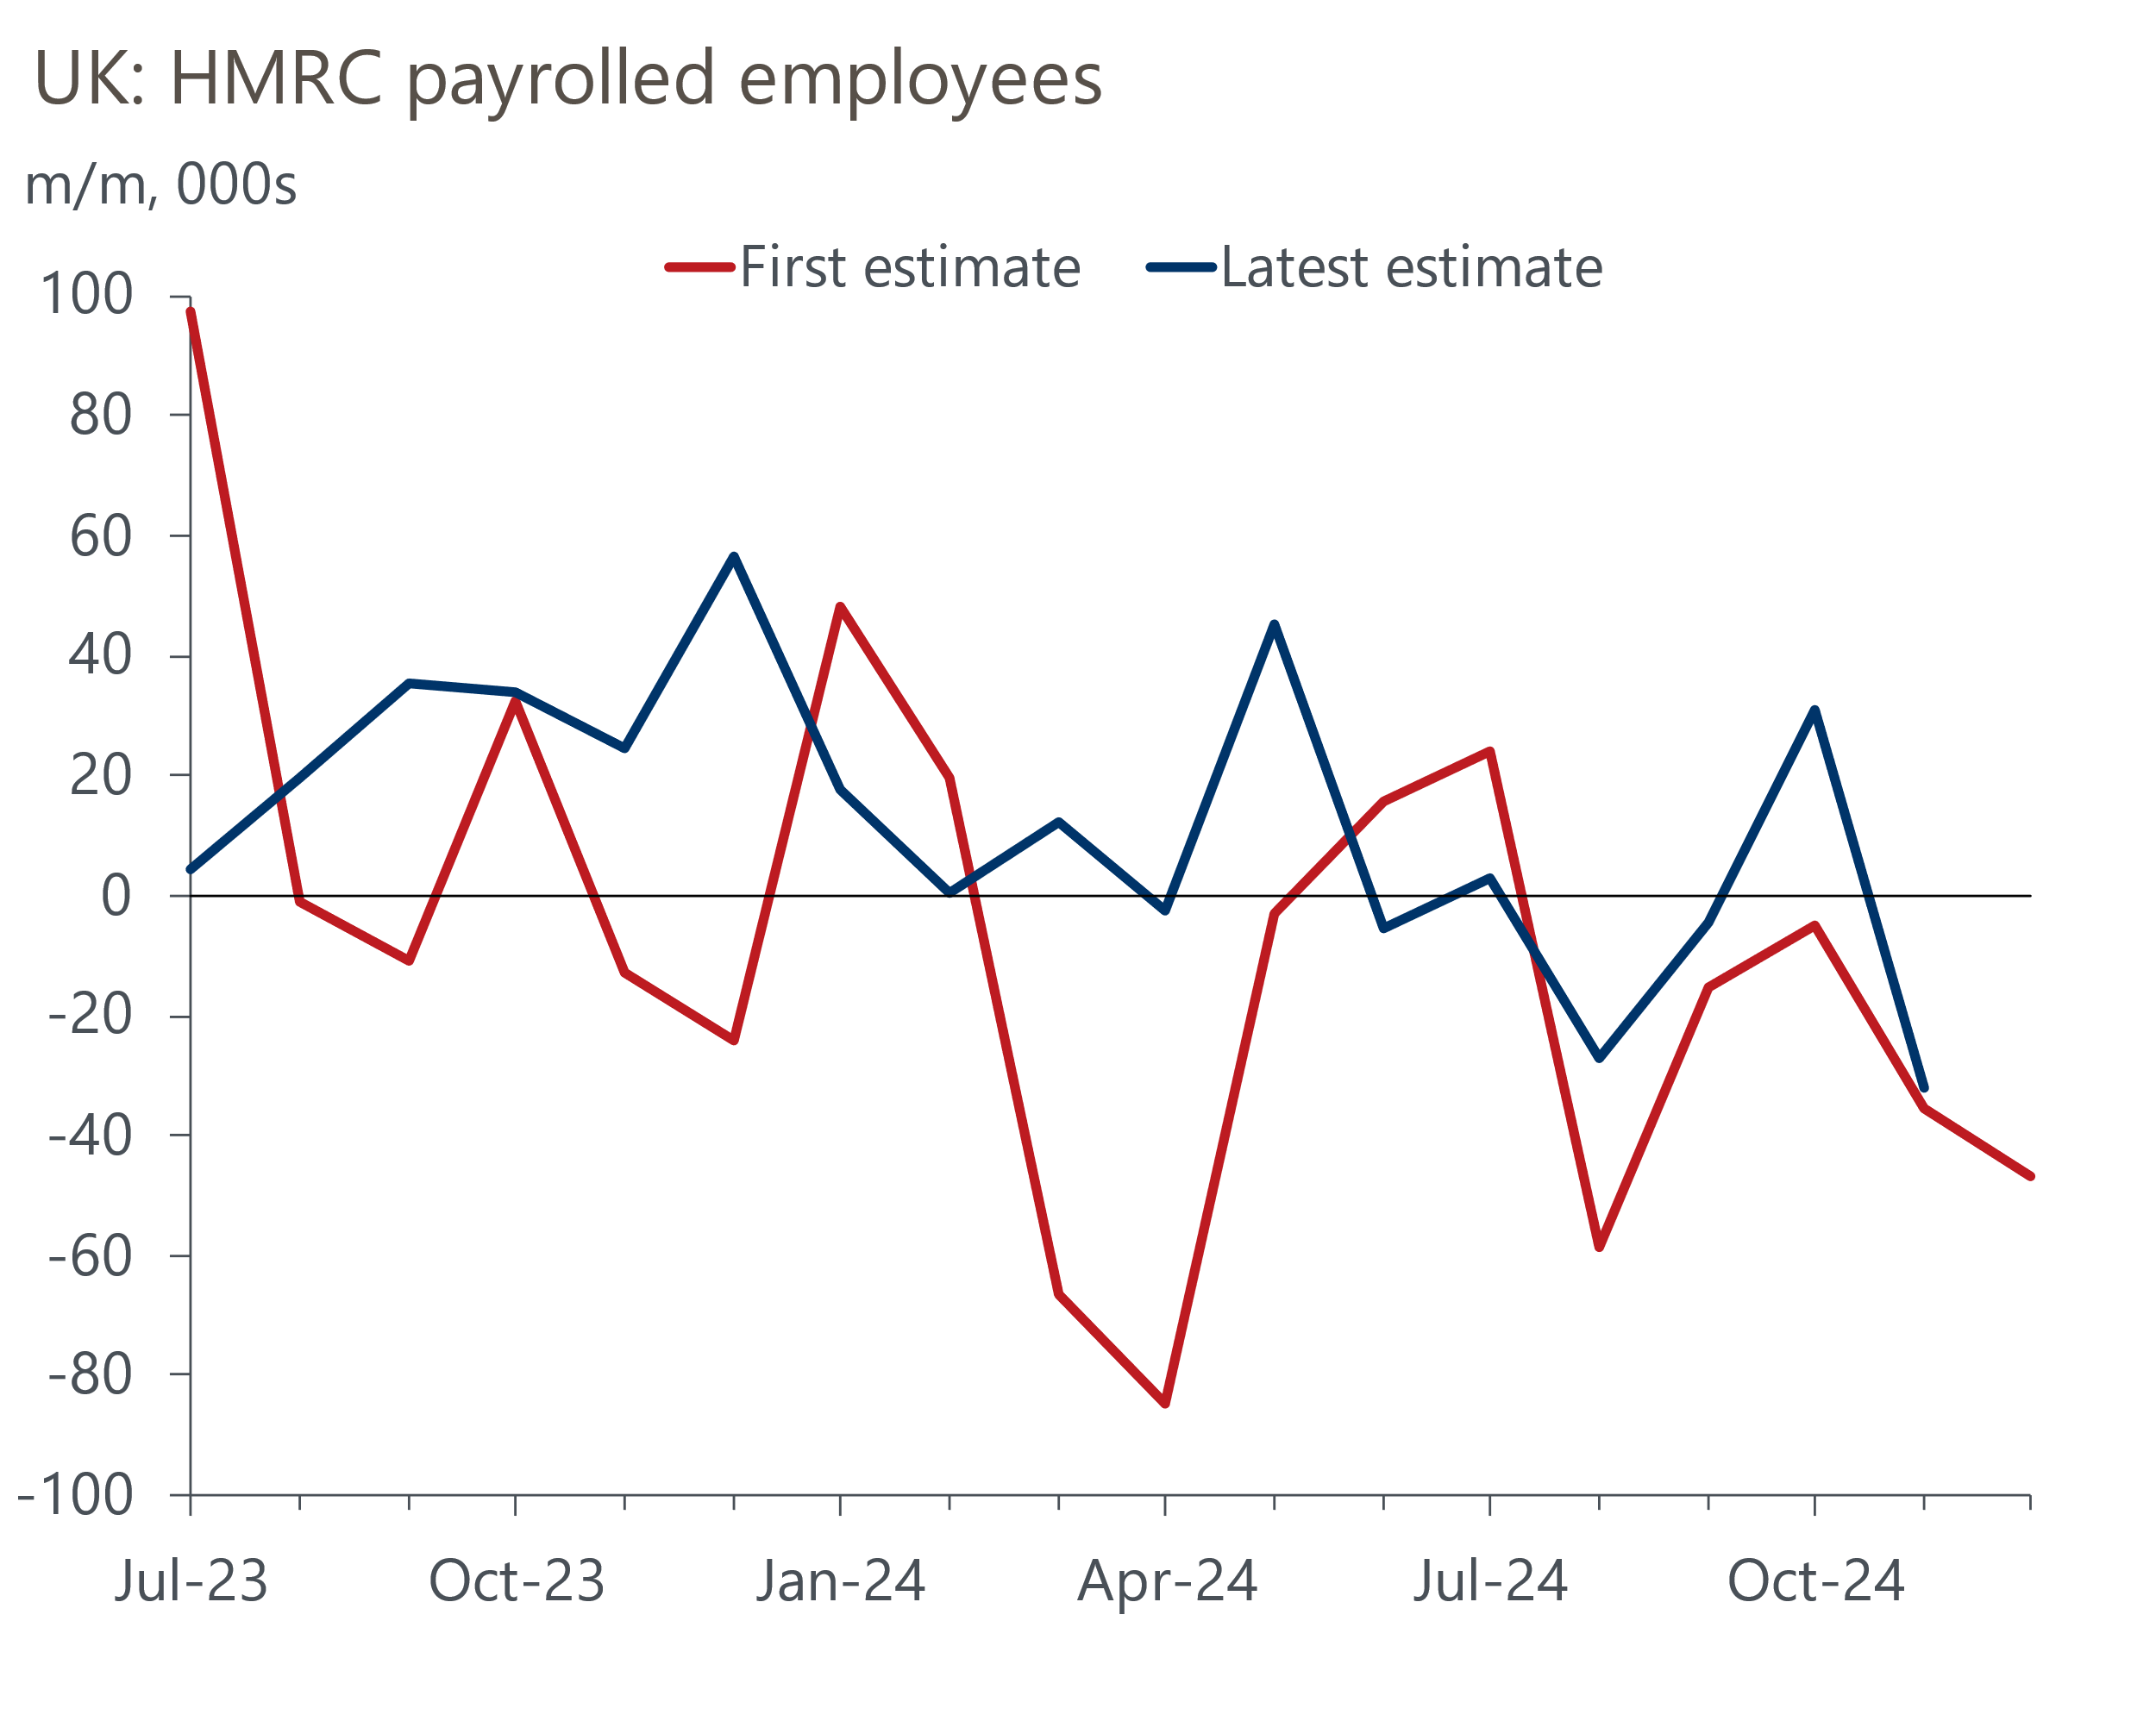 UK: HMRC payrolled employees
m/m, 000s
First estimate Latest estimate
100
80
60
40
20
0
-20
-40
-60
-80
-100
Jul-23 Oct-23 Jan-24 Apr-24 Jul-24 Oct-24